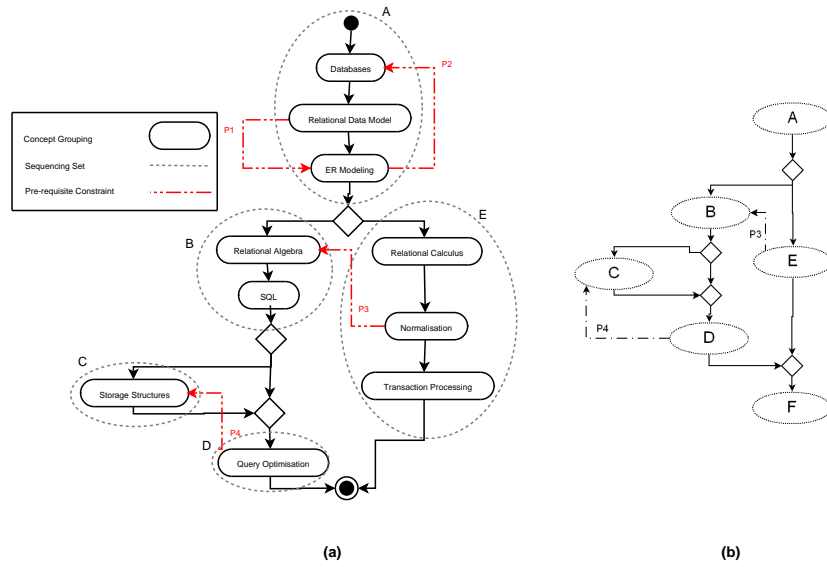 A
Databases
P2
Relational Data Model
P1
ER Modeling
Concept Grouping
Sequencing Set
Pre-requisite Constraint
E
B
Relational Algebra
Relational Calculus
SQL
P3
Normalisation
C
Storage Structures
Transaction Processing
P4
D
Query Optimisation
(a)
A
B
P3
C
E
P4
D
F
(b)